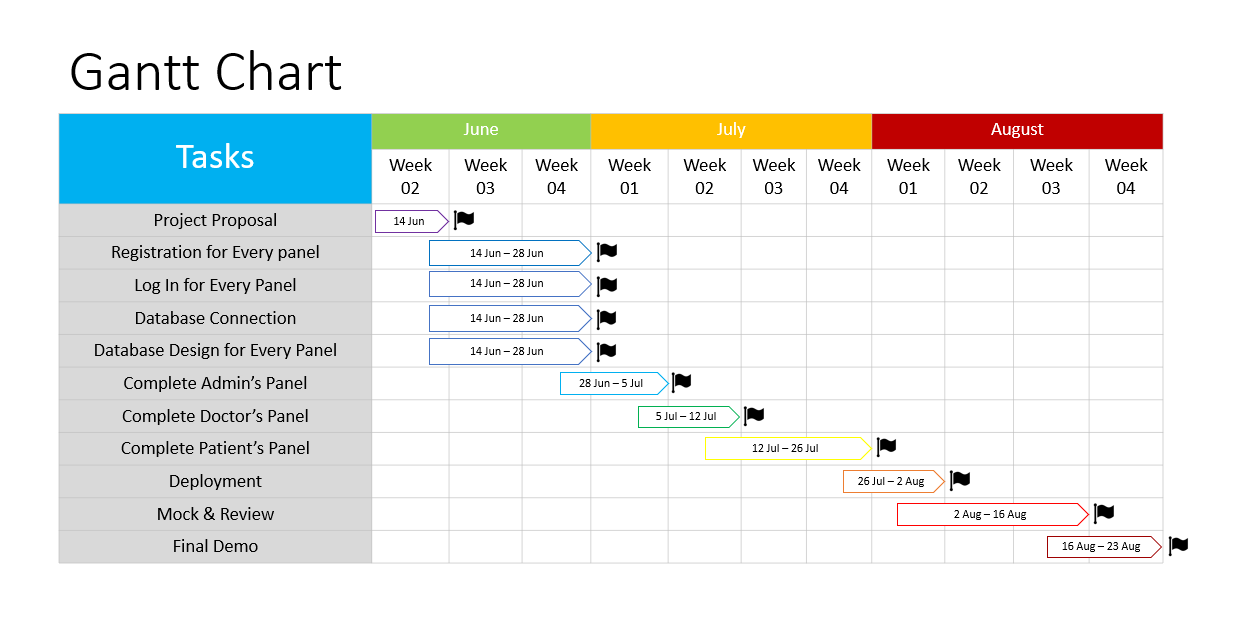 Gantt Chart
Tasks
June
July
August
Week 02
Week 03
Week 04
Week 01
Week 02
Week 03
Week 04
Week 01
Week 02
Week 03
Week 04
Project Proposal
14 Jun
Registration for Every panel
14 Jun – 28 Jun
Log In for Every Panel
14 Jun – 28 Jun
Database Connection
14 Jun – 28 Jun
Database Design for Every Panel
14 Jun – 28 Jun
Complete Admin’s Panel
28 Jun – 5 Jul
Complete Doctor’s Panel
5 Jul – 12 Jul
Complete Patient’s Panel
12 Jul – 26 Jul
Deployment
26 Jul – 2 Aug
Mock & Review
2 Aug – 16 Aug
Final Demo
16 Aug – 23 Aug